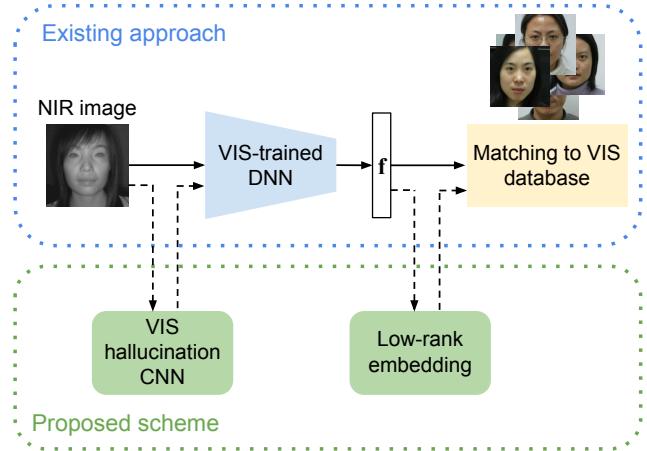 Existing approach
NIR image
VIS-trained
DNN
f
Matching to VIS
database
VIS
hallucination
CNN
Low-rank
embedding
Proposed scheme